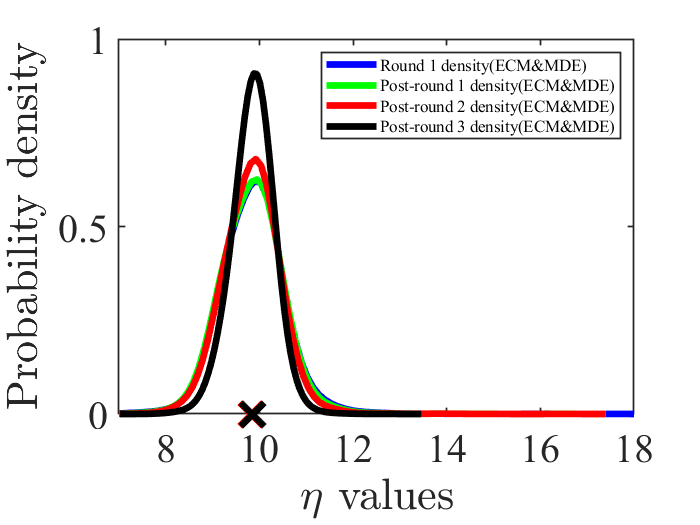 1
0.5
0
Probability density
Round 1 density(ECM&MDE)
Post-round 1 density(ECM&MDE)
Post-round 2 density(ECM&MDE)
Post-round 3 density(ECM&MDE)
8 10 12 14 16 18
η values